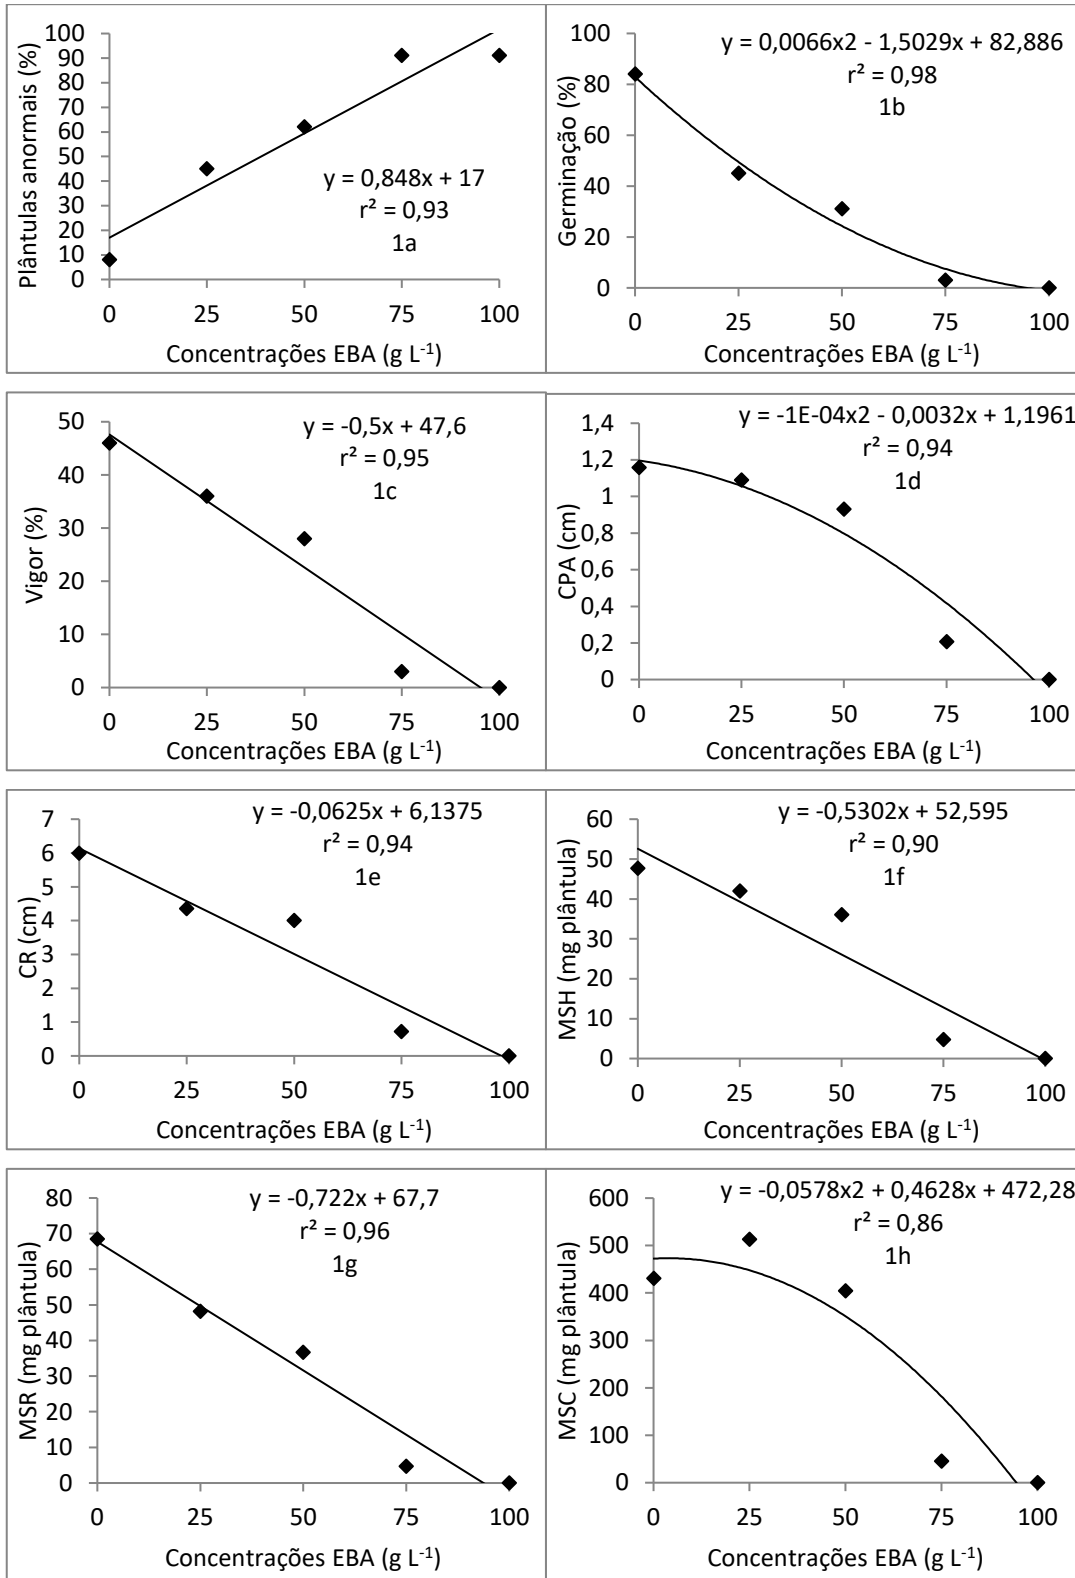 Plântulas anormais (%)
100
90
80
70
60
50
40
30
20
10
0
y = 0,848x + 17
r² = 0,93
1a
0 25 50 75 100
Concentrações EBA (g L⁻¹)
Germinação (%)
100
80
60
40
20
0
y = 0,0066x2 - 1,5029x + 82,886
r² = 0,98
1b
0 25 50 75 100
Concentrações EBA (g L⁻¹)
Vigor (%)
50
40
30
20
10
0
y = -0,5x + 47,6
r² = 0,95
1c
0 25 50 75 100
Concentrações EBA (g L⁻¹)
CPA (cm)
1,4
1,2
1
0,8
0,6
0,4
0,2
0
y = -1E-04x2 - 0,0032x + 1,1961
r² = 0,94
1d
0 25 50 75 100
Concentrações EBA (g L⁻¹)
CR (cm)
7
6
5
4
3
2
1
0
y = -0,0625x + 6,1375
r² = 0,94
1e
0 25 50 75 100
Concentrações EBA (g L⁻¹)
MSH (mg plântula)
60
50
40
30
20
10
0
y = -0,5302x + 52,595
r² = 0,90
1f
0 25 50 75 100
Concentrações EBA (g L⁻¹)
MSR (mg plântula)
80
70
60
50
40
30
20
10
0
y = -0,722x + 67,7
r² = 0,96
1g
0 25 50 75 100
Concentrações EBA (g L⁻¹)
MSC (mg plântula)
600
500
400
300
200
100
0
y = -0,0578x2 + 0,4628x + 472,28
r² = 0,86
1h
0 25 50 75 100
Concentrações EBA (g L⁻¹)